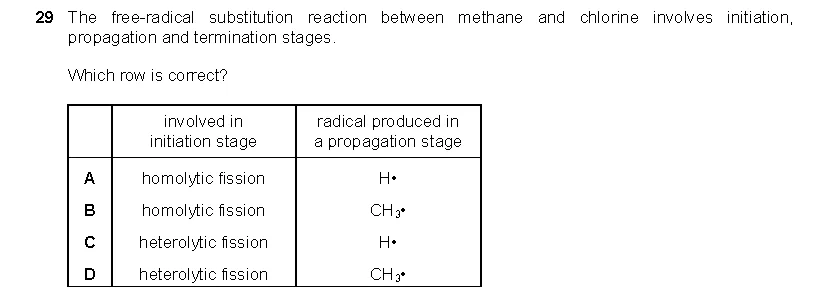 29 The free-radical substitution reaction between methane and chlorine involves initiation,
propagation and termination stages.
Which row is correct?
involved in initiation stage | radical produced in a propagation stage
A homolytic fission H•
B homolytic fission CH₃•
C heterolytic fission H•
D heterolytic fission CH₃•